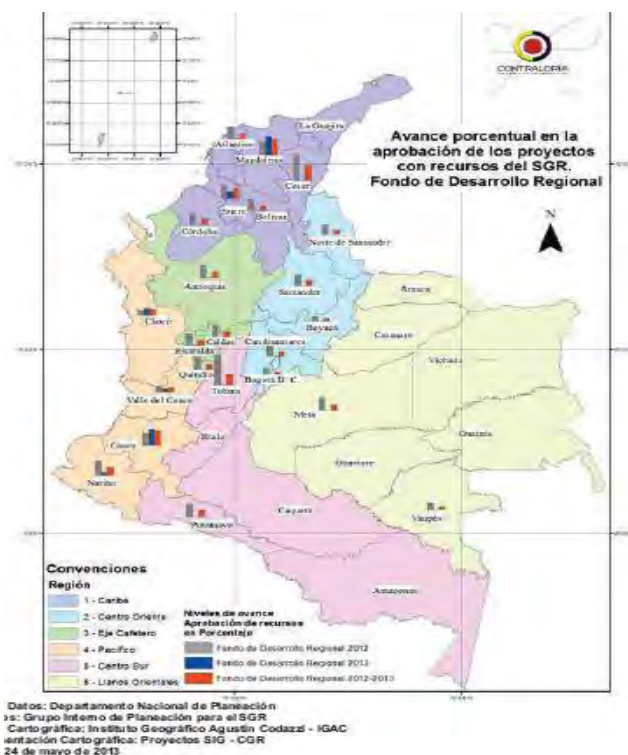 CONTRALORÍA
Avance porcentual en la
aprobación de los proyectos
con recursos del SGR.
Fondo de Desarrollo Regional
N
La Guajira
Atlántico
Magdalena
Cesar
Sucre
Bolívar
Córdoba
Norte de Santander
Antioquia
Santander
Arauca
Chocó
Boyacá
Casanare
Caldas
Cundinamarca
Risaralda
Vichada
Quindío
Bogotá D. C.
Tolima
Valle del Cauca
Meta
Cauca
Huila
Guainía
Guaviare
Nariño
Putumayo
Caquetá
Vaupés
Amazonas
Convenciones
Región
1 - Caribe
2 - Centro Oriente
3 - Eje Cafetero
4 - Pacífico
5 - Centro Sur
6 - Llanos Orientales
Niveles de avance
Aprobación de recursos
en Porcentaje
Fondo de Desarrollo Regional 2012
Fondo de Desarrollo Regional 2013
Fondo de Desarrollo Regional 2012-2013
Datos: Departamento Nacional de Planeación
os: Grupo Interno de Planeación para el SGR
Cartográfica: Instituto Geográfico Agustín Codazzi - IGAC
entación Cartográfica: Proyectos SIG - CGR
24 de mayo de 2013